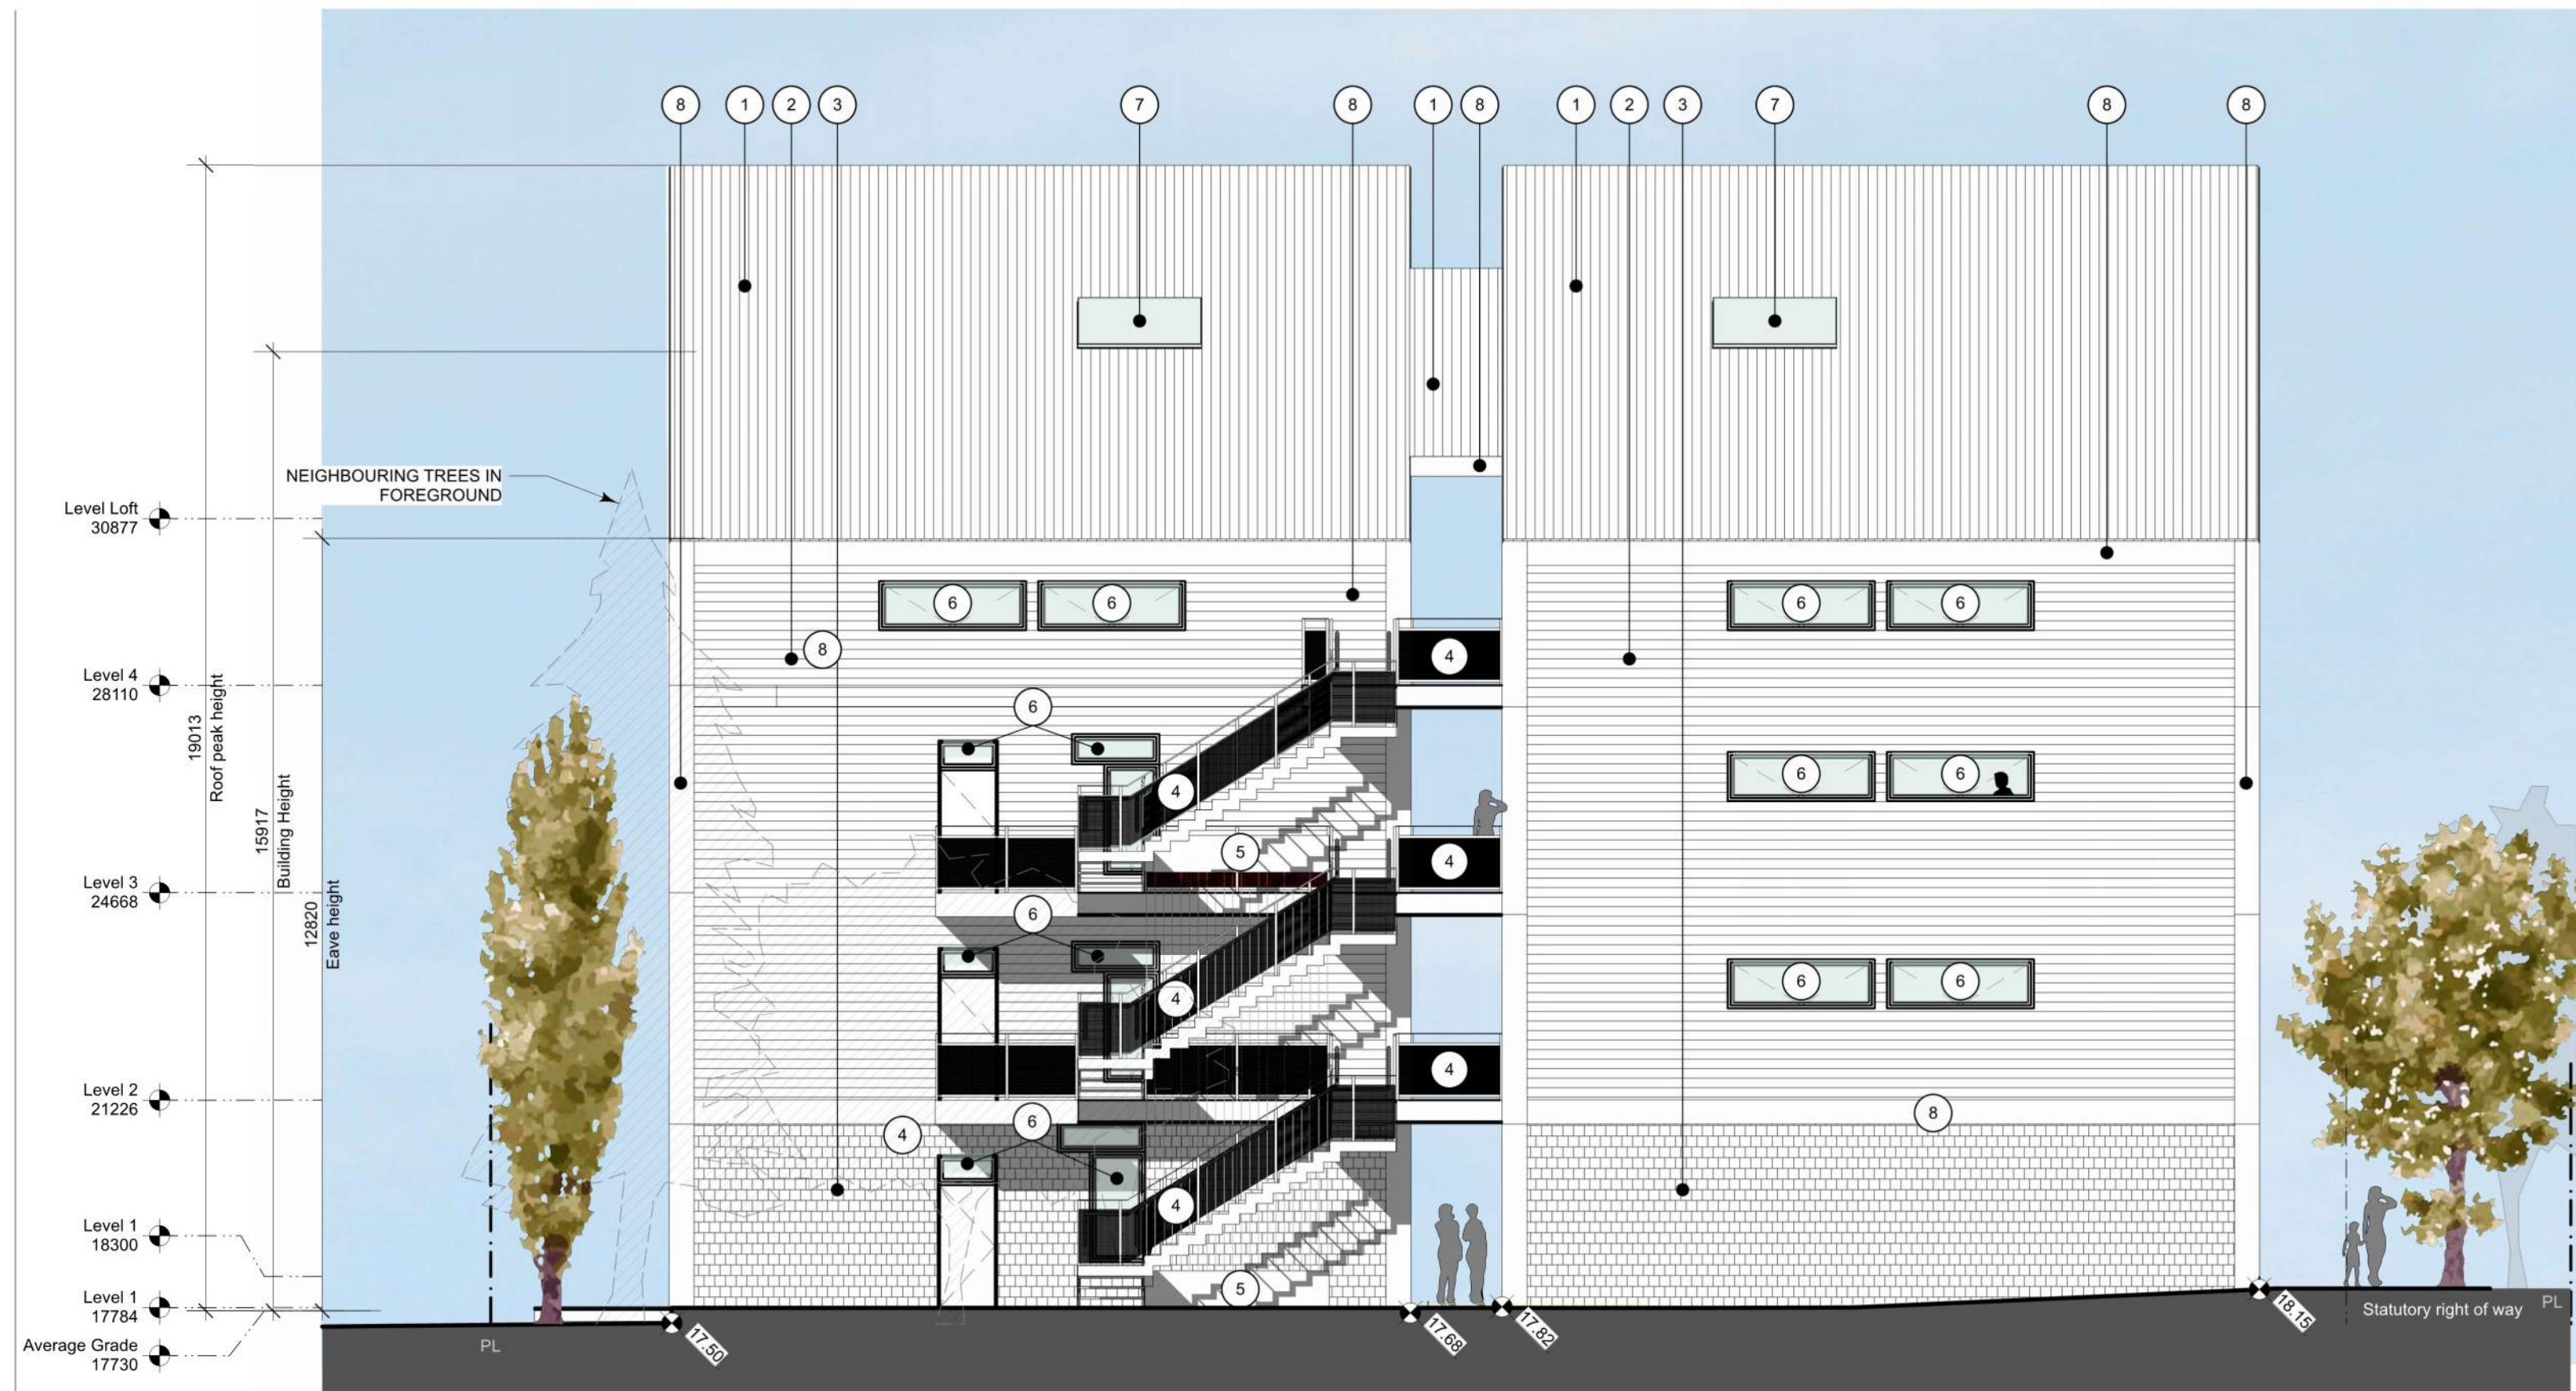 8 1 2 3 7 8 1 8 1 2 3 7 8 8
NEIGHBOURING TREES IN
FOREGROUND
Level Loft
30877
6 6 6 6
8 4
Level 4
28110
19013
Roof peak height
6
6 6
4
15917
Building Height
5 4
Level 3
24668
12820
Eave height
6
6 6
4
4
Level 2
21226
4 6 8
4
Level 1
18300
5
Level 1
17784
Average Grade
17730
PL
17.50
17.68
17.82
18.15
Statutory right of way
PL